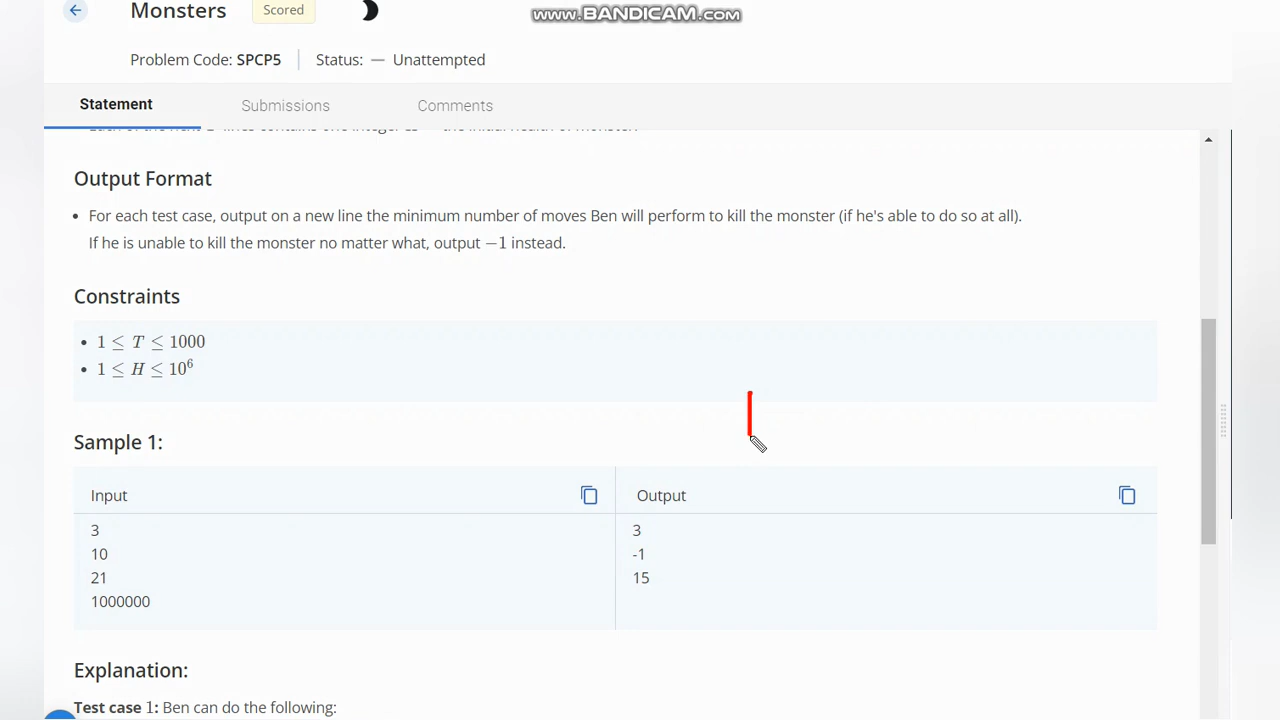 Monsters
Scored
www.BANDICAM.com
Problem Code: SPCP5
Status: — Unattempted
Statement
Submissions
Comments
Output Format
• For each test case, output on a new line the minimum number of moves Ben will perform to kill the monster (if he's able to do so at all).
If he is unable to kill the monster no matter what, output −1 instead.
Constraints
• 1 ≤ T ≤ 1000
• 1 ≤ H ≤ 10⁶
Sample 1:
Input
Output
3
10
21
1000000
3
-1
15
Explanation:
Test case 1: Ben can do the following: